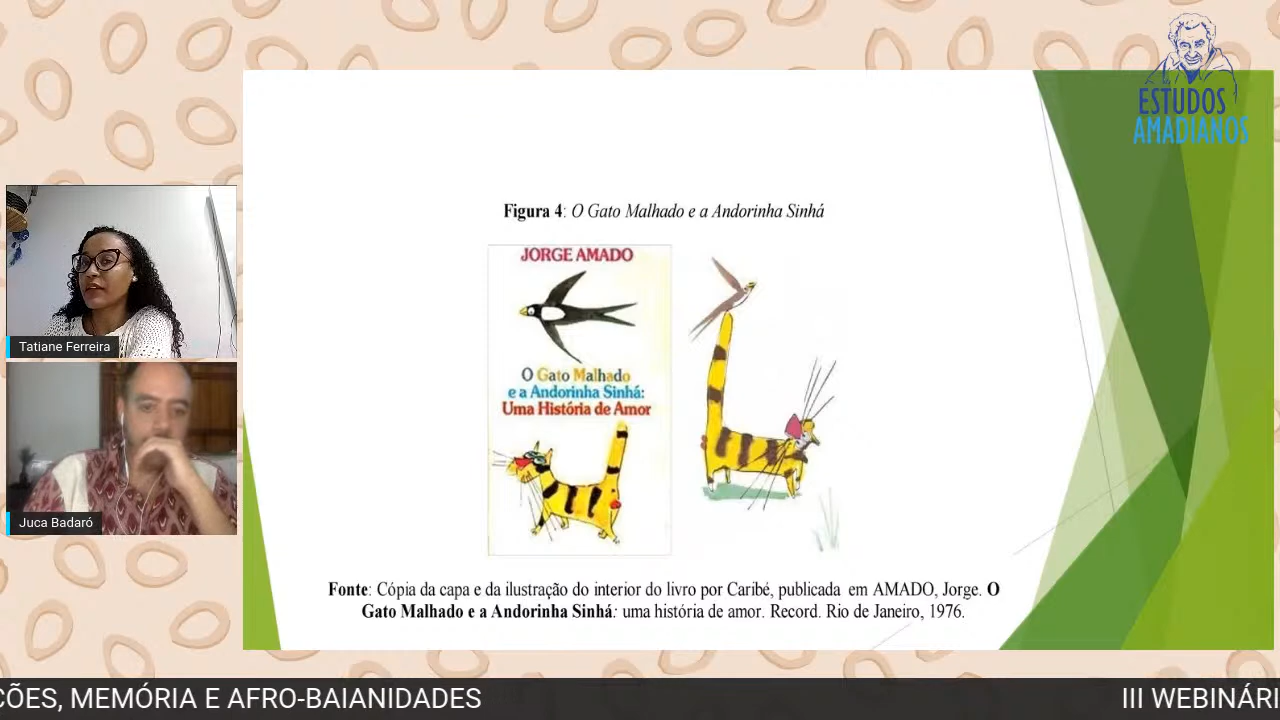 ESTUDOS
AMADIANOS
Figura 4: O Gato Malhado e a Andorinha Sinhá
JORGE AMADO
O Gato Malhado
e a Andorinha Sinhá:
Uma História de Amor
Tatiane Ferreira
Juca Badaró
Fonte: Cópia da capa e da ilustração do interior do livro por Caribé, publicada em AMADO, Jorge. O
Gato Malhado e a Andorinha Sinhá: uma história de amor. Record. Rio de Janeiro, 1976.
ÇÕES, MEMÓRIA E AFRO-BAIANIDADES
III WEBINÁRI